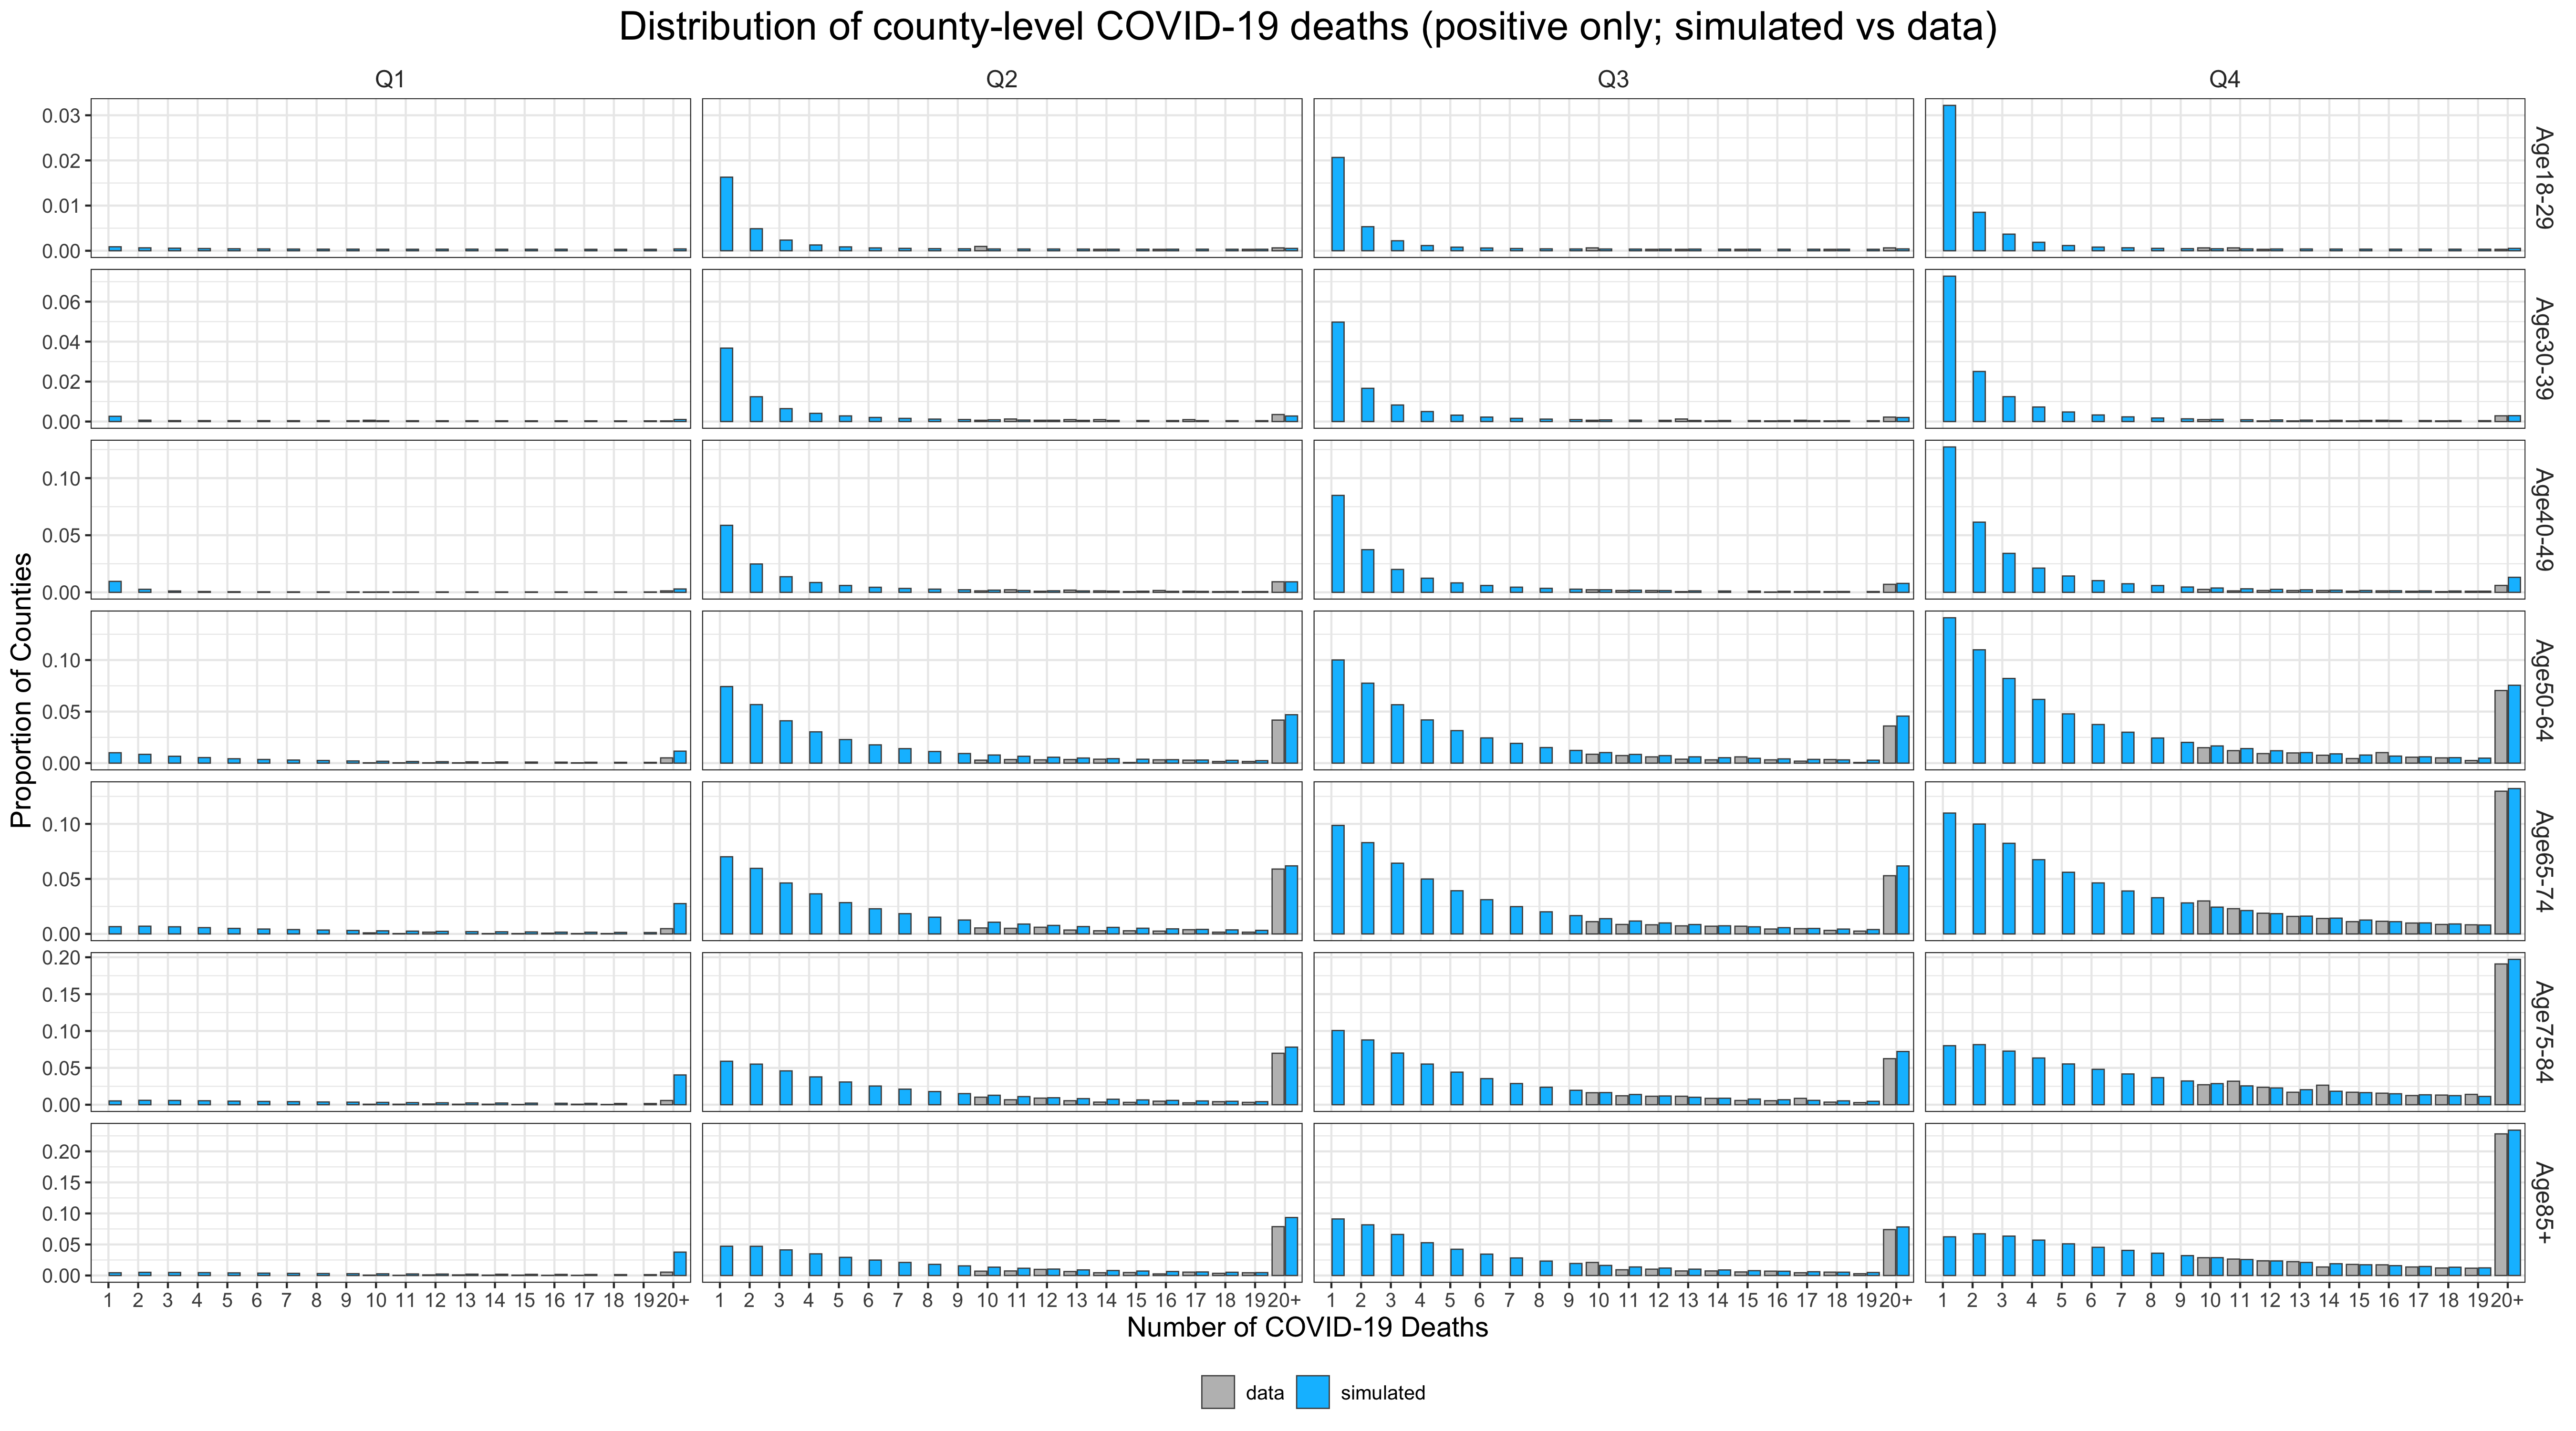 Distribution of county-level COVID-19 deaths (positive only; simulated vs data)
Q1 Q2 Q3 Q4
0.03
0.02
0.01
0.00
Age18-29
0.06
0.04
0.02
0.00
Age30-39
0.10
0.05
0.00
Age40-49
0.10
0.05
0.00
Age50-64
0.10
0.05
0.00
Age65-74
0.20
0.15
0.10
0.05
0.00
Age75-84
0.20
0.15
0.10
0.05
0.00
Age85+
Proportion of Counties
1 2 3 4 5 6 7 8 9 10 11 12 13 14 15 16 17 18 19 20+
1 2 3 4 5 6 7 8 9 10 11 12 13 14 15 16 17 18 19 20+
1 2 3 4 5 6 7 8 9 10 11 12 13 14 15 16 17 18 19 20+
1 2 3 4 5 6 7 8 9 10 11 12 13 14 15 16 17 18 19 20+
Number of COVID-19 Deaths
data simulated